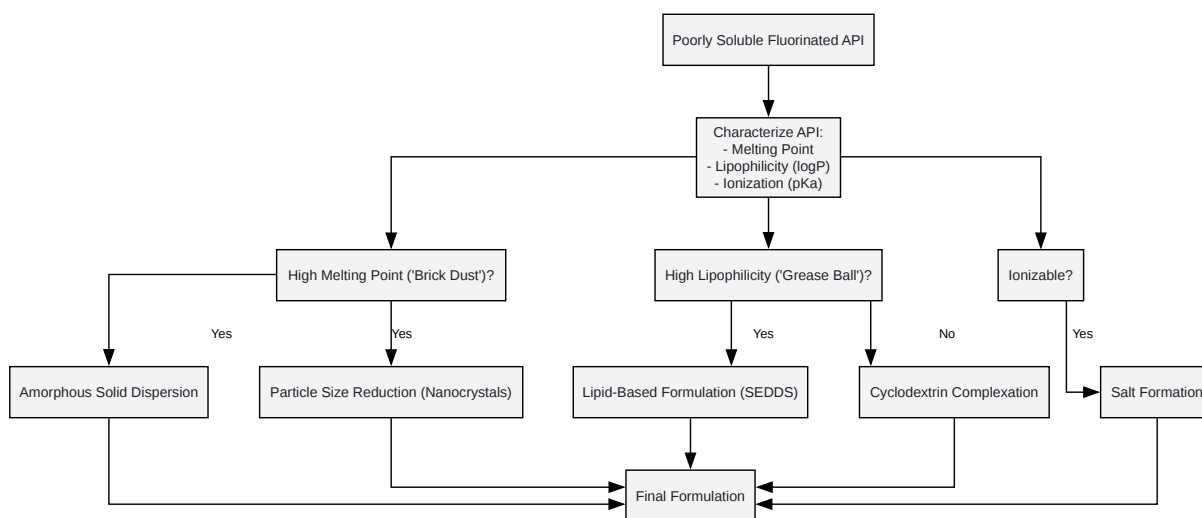 Poorly Soluble Fluorinated API
Characterize API:
- Melting Point
- Lipophilicity (logP)
- Ionization (pKa)
High Melting Point ('Brick Dust')?
High Lipophilicity ('Grease Ball')?
Ionizable?
Yes
Yes
Yes
No
Yes
Amorphous Solid Dispersion
Particle Size Reduction (Nanocrystals)
Lipid-Based Formulation (SEDDS)
Cyclodextrin Complexation
Salt Formation
Final Formulation